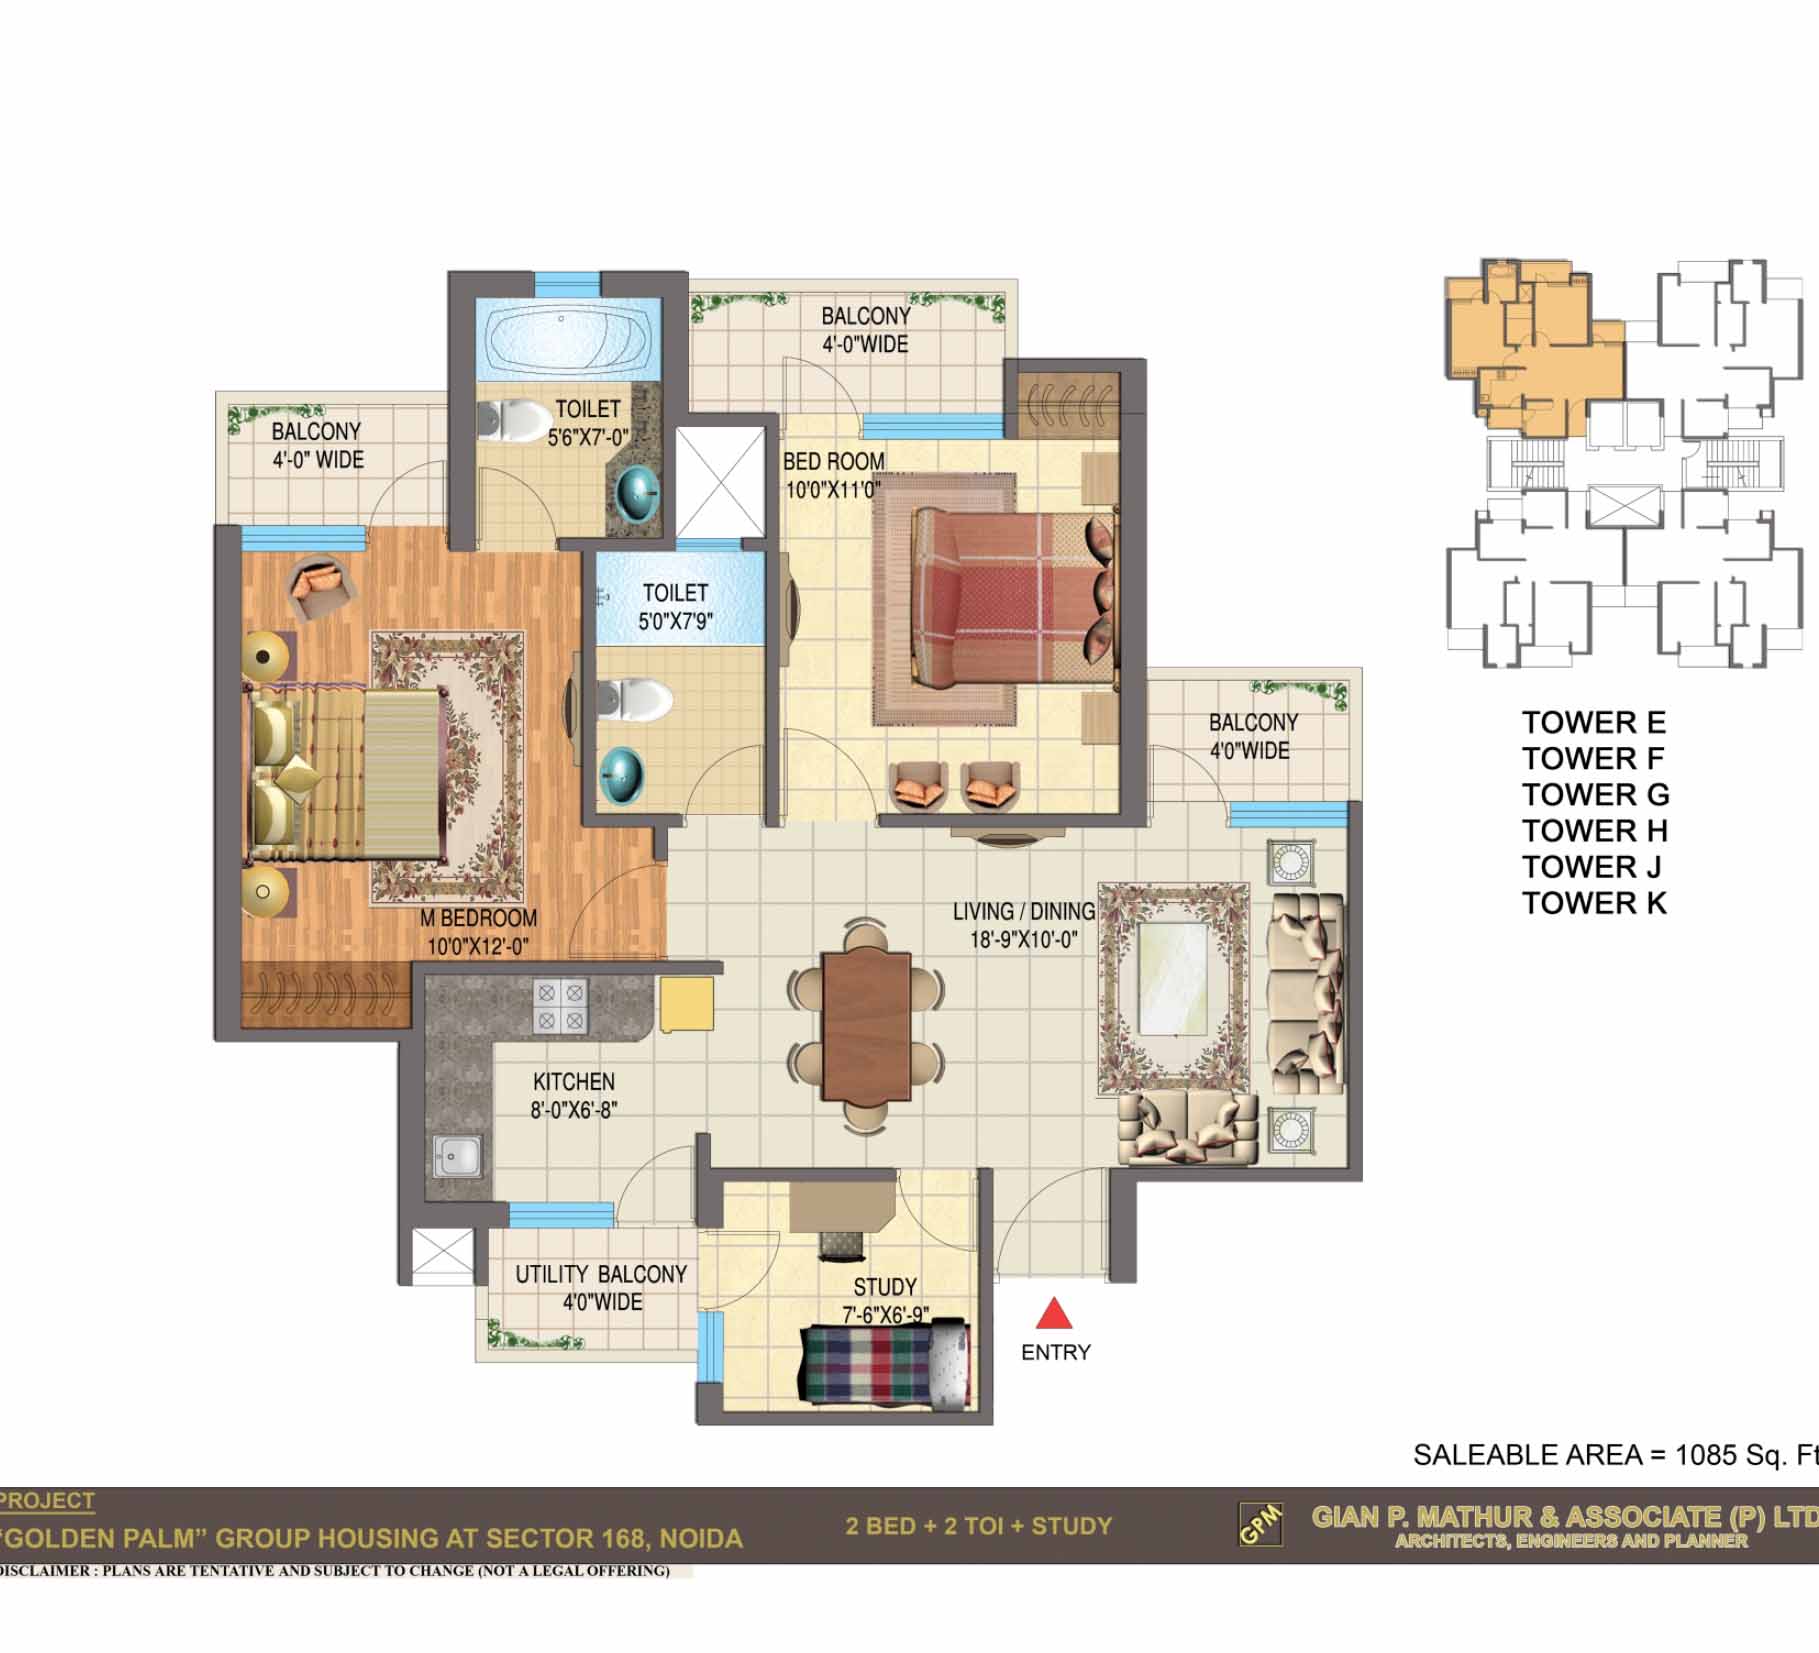 BALCONY
4'-0"WIDE
TOILET
5'6"X7'-0"
BALCONY
4'-0" WIDE
BED ROOM
10'0"X11'0"
TOILET
5'0"X7'9"
BALCONY
4'0"WIDE
M BEDROOM
10'0"X12'-0"
LIVING / DINING
18'-9"X10'-0"
KITCHEN
8'-0"X6'-8"
UTILITY BALCONY
4'0"WIDE
STUDY
7'-6"X6'-9"
ENTRY
TOWER E
TOWER F
TOWER G
TOWER H
TOWER J
TOWER K
SALEABLE AREA = 1085 Sq. Ft
PROJECT
“GOLDEN PALM” GROUP HOUSING AT SECTOR 168, NOIDA
2 BED + 2 TOI + STUDY
GPM
GIAN P. MATHUR & ASSOCIATE (P) LTD
ARCHITECTS, ENGINEERS AND PLANNER
DISCLAIMER : PLANS ARE TENTATIVE AND SUBJECT TO CHANGE (NOT A LEGAL OFFERING)